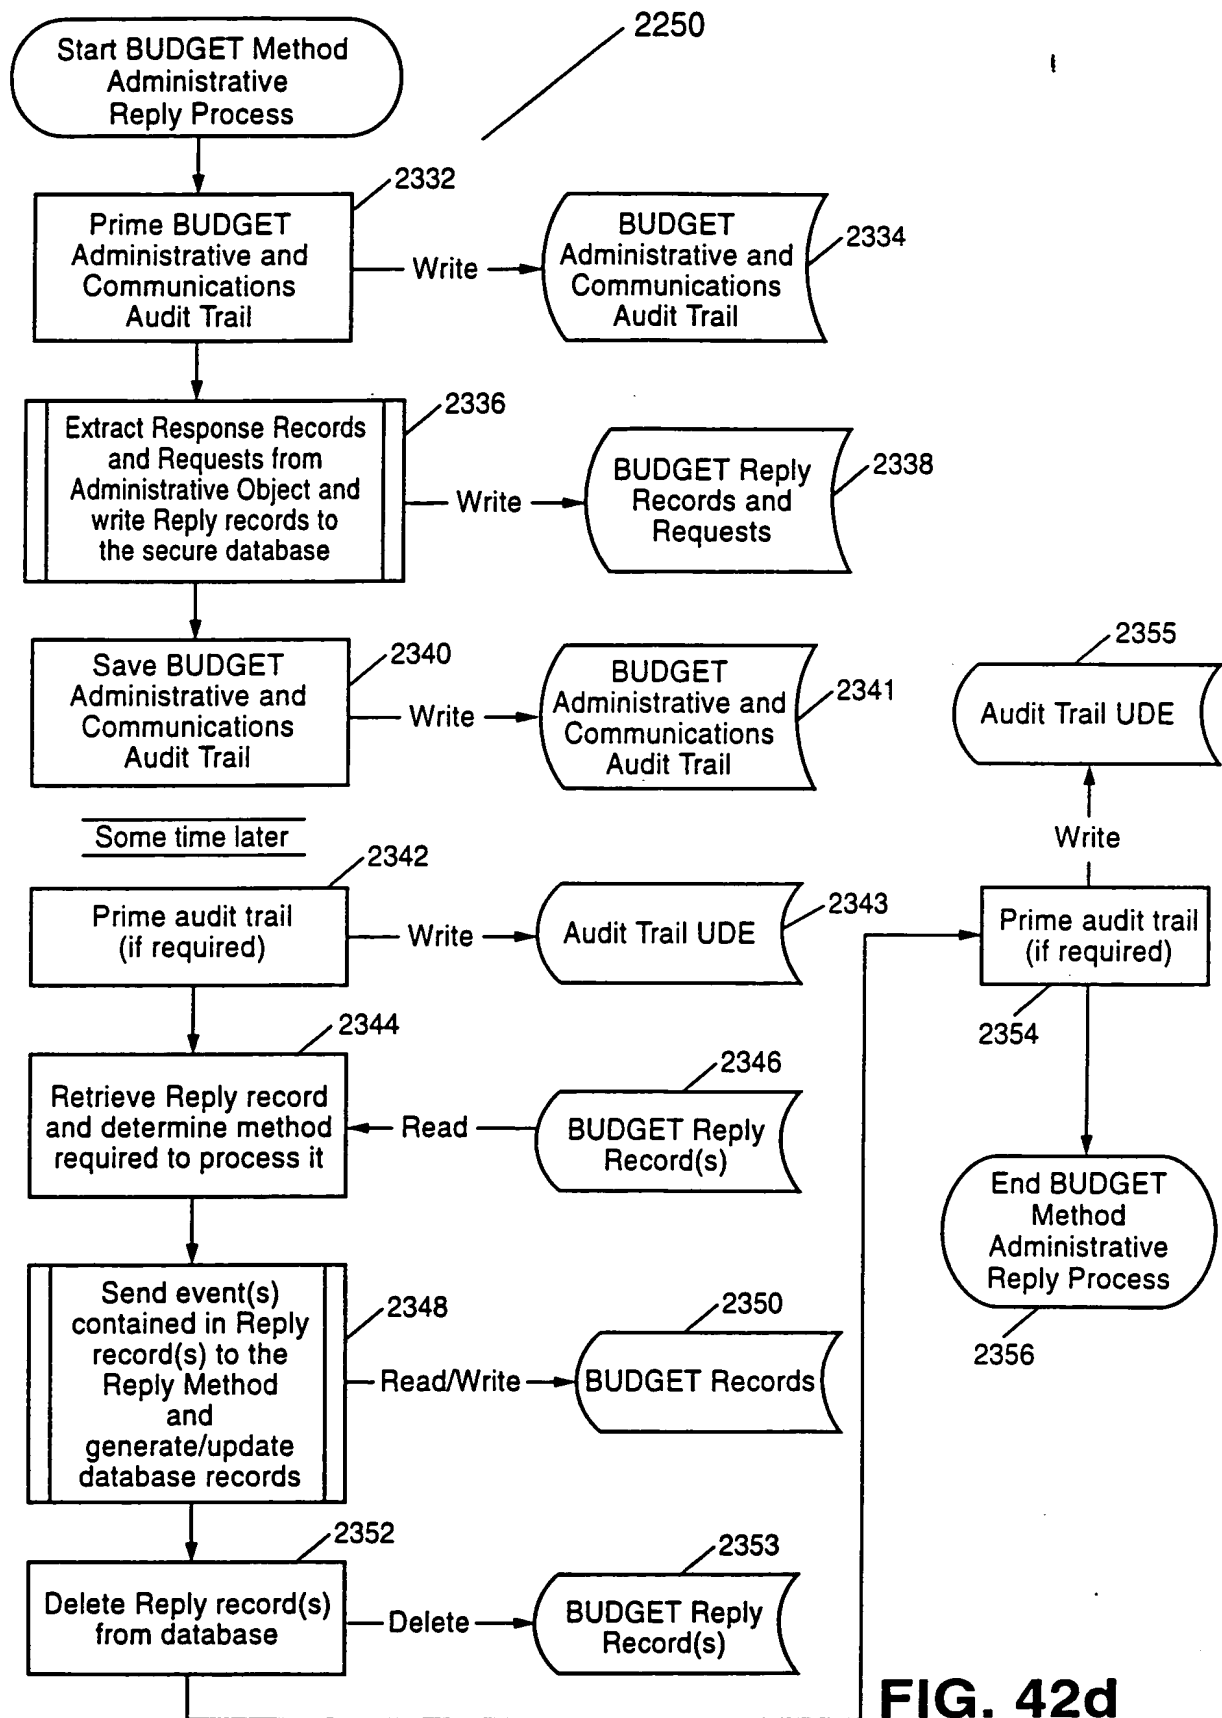 2250
Start BUDGET Method
Administrative
Reply Process
2332
Prime BUDGET
Administrative and
Communications
Audit Trail
Write
BUDGET
Administrative and
Communications
Audit Trail
2334
2336
Extract Response Records
and Requests from
Administrative Object and
write Reply records to
the secure database
Write
BUDGET Reply
Records and
Requests
2338
2340
Save BUDGET
Administrative and
Communications
Audit Trail
Write
BUDGET
Administrative and
Communications
Audit Trail
2341
Some time later
2342
Prime audit trail
(if required)
Write
Audit Trail UDE
2343
2344
Retrieve Reply record
and determine method
required to process it
Read
2346
BUDGET Reply
Record(s)
Send event(s)
contained in Reply
record(s) to the
Reply Method
and
generate/update
database records
2348
Read/Write
2350
BUDGET Records
2352
Delete Reply record(s)
from database
Delete
2353
BUDGET Reply
Record(s)
2355
Audit Trail UDE
Write
Prime audit trail
(if required)
2354
End BUDGET
Method
Administrative
Reply Process
2356
FIG. 42d